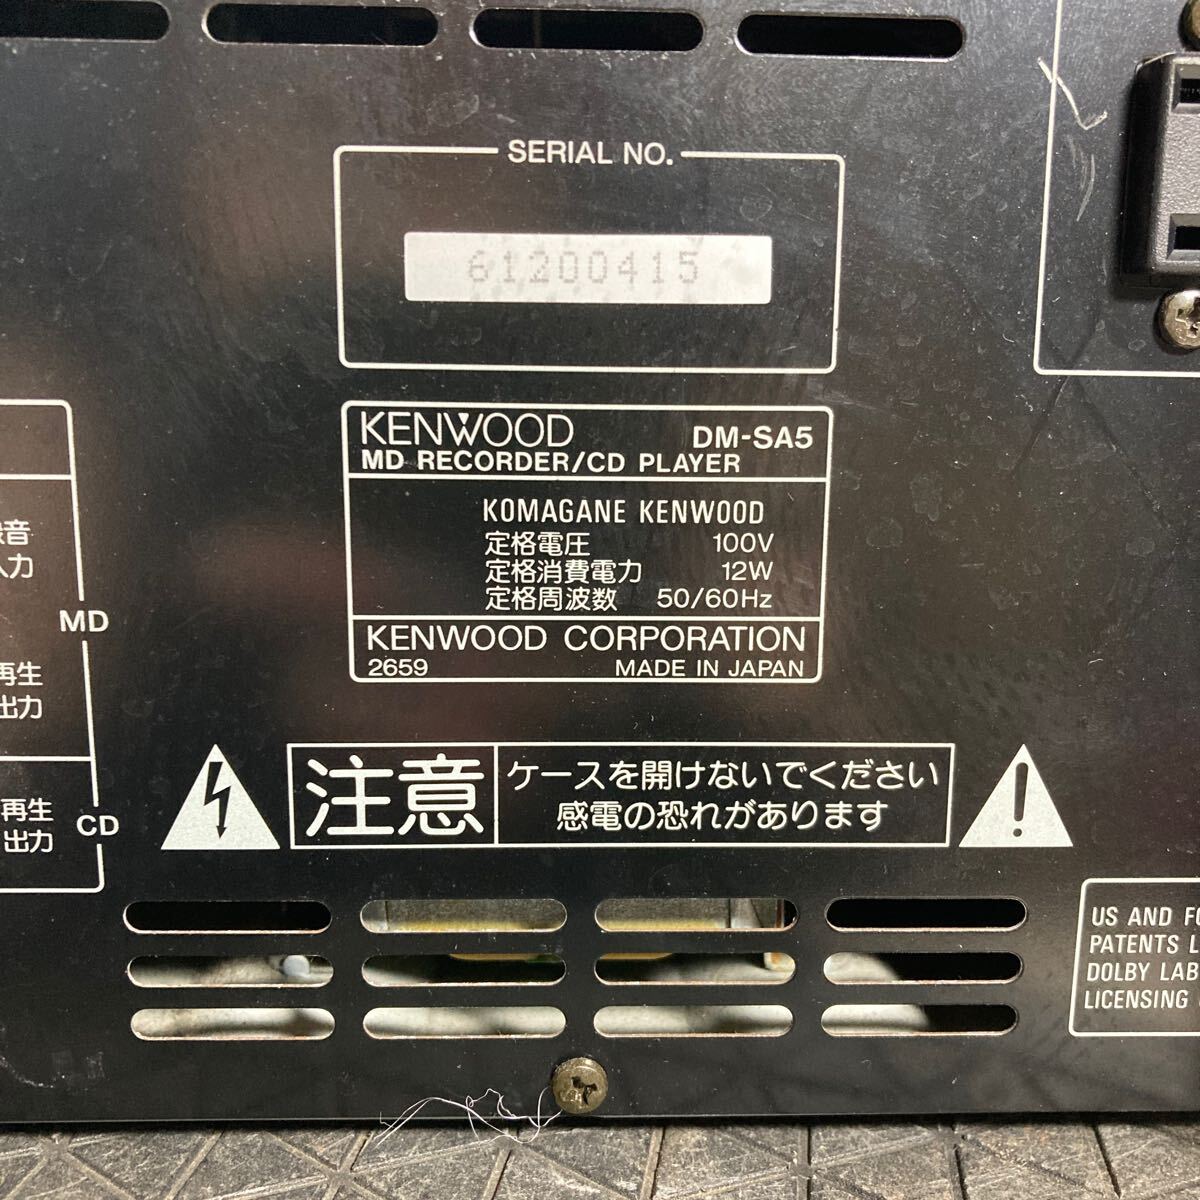 SERIAL NO.
61200415
KENWOOD DM-SA5
MD RECORDER/CD PLAYER
KOMAGANE KENWOOD
定格電圧 100V
定格消費電力 12W
定格周波数 50/60Hz
KENWOOD CORPORATION
2659 MADE IN JAPAN
録音
入力
MD
再生
出力
再生
出力
CD
注意
ケースを開けないでください
感電の恐れがあります
US AND
PATENTS
DOLBY LAB
LICENSING